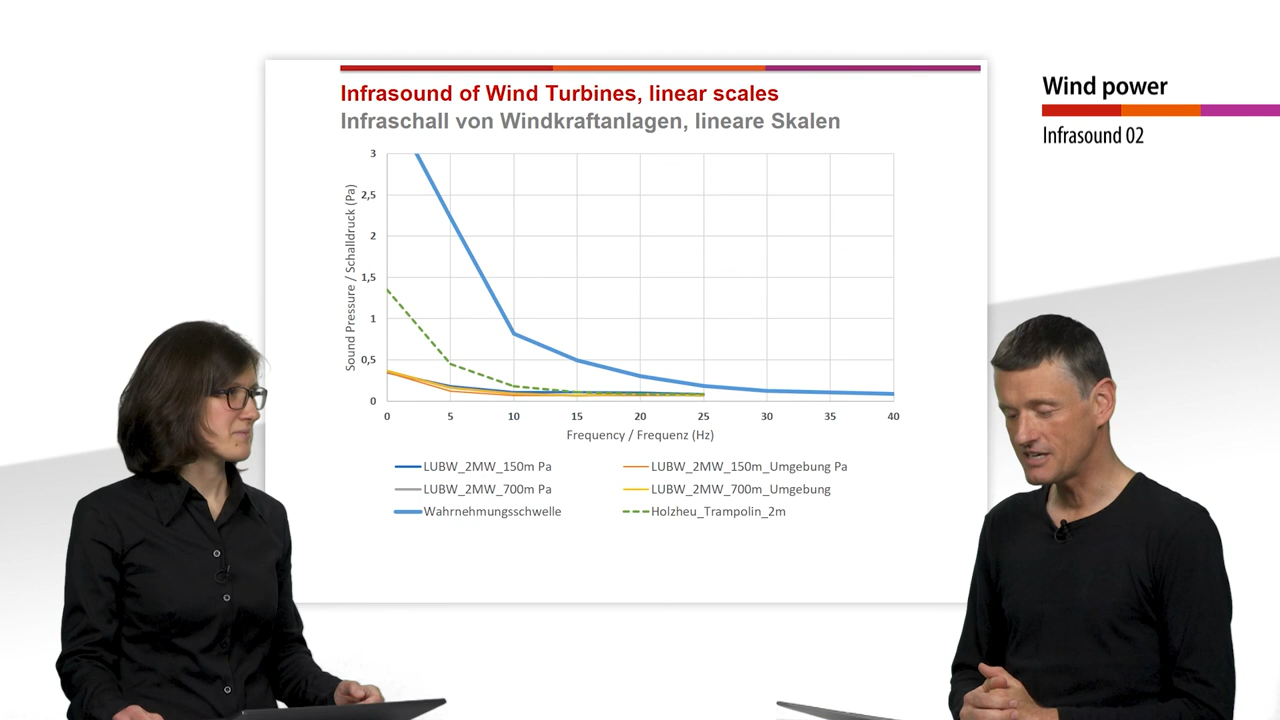 Infrasound of Wind Turbines, linear scales
Infraschall von Windkraftanlagen, lineare Skalen
Wind power
Infrasound 02
Sound Pressure / Schalldruck (Pa)
3
2,5
2
1,5
1
0,5
0
0 5 10 15 20 25 30 35 40
Frequency / Frequenz (Hz)
LUBW_2MW_150m Pa LUBW_2MW_150m_Umgebung Pa
LUBW_2MW_700m Pa LUBW_2MW_700m_Umgebung
Wahrnehmungsschwelle Holzheu_Trampolin_2m